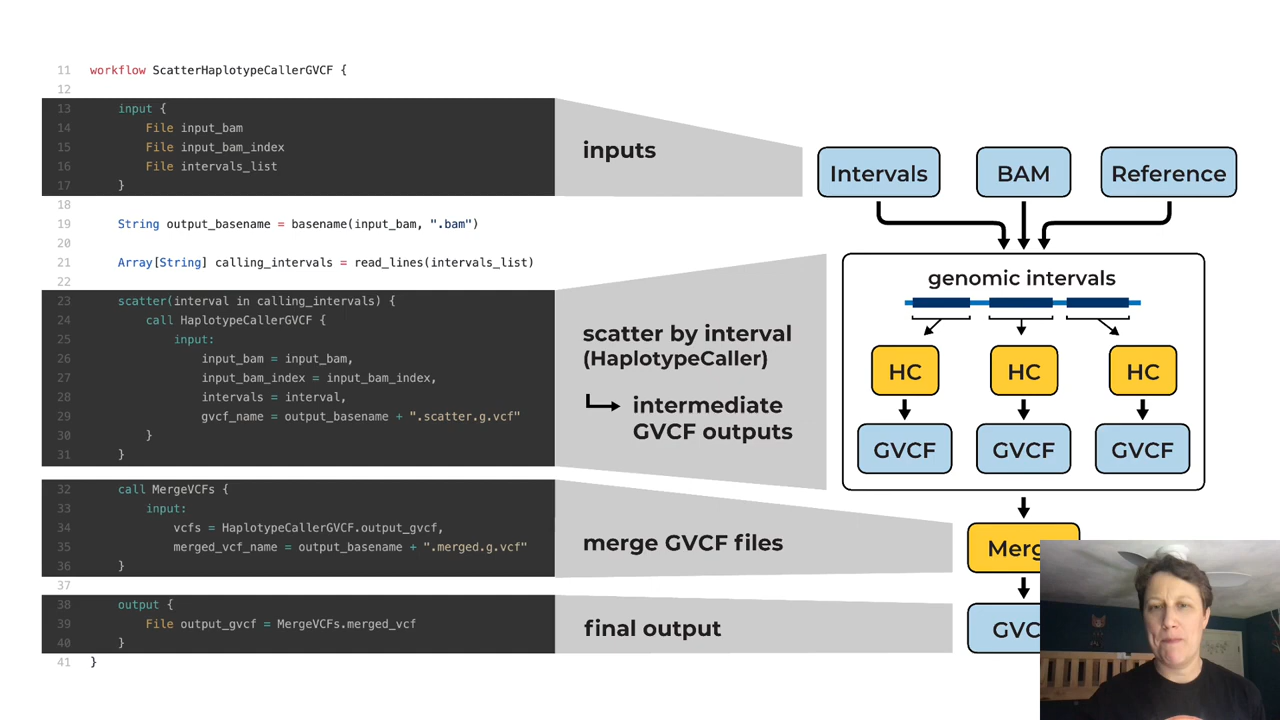 11 workflow ScatterHaplotypeCallerGVCF {
12
13 input {
14 File input_bam
15 File input_bam_index
16 File intervals_list
17 }
18
19 String output_basename = basename(input_bam, ".bam")
20
21 Array[String] calling_intervals = read_lines(intervals_list)
22
23 scatter(interval in calling_intervals) {
24 call HaplotypeCallerGVCF {
25 input:
26 input_bam = input_bam,
27 input_bam_index = input_bam_index,
28 intervals = interval,
29 gvcf_name = output_basename + ".scatter.g.vcf"
30 }
31 }
32 call MergeVCFs {
33 input:
34 vcfs = HaplotypeCallerGVCF.output_gvcf,
35 merged_vcf_name = output_basename + ".merged.g.vcf"
36 }
37
38 output {
39 File output_gvcf = MergeVCFs.merged_vcf
40 }
41 }
inputs
scatter by interval
(HaplotypeCaller)
intermediate
GVCF outputs
merge GVCF files
final output
Intervals BAM Reference
genomic intervals
HC HC HC
GVCF GVCF GVCF